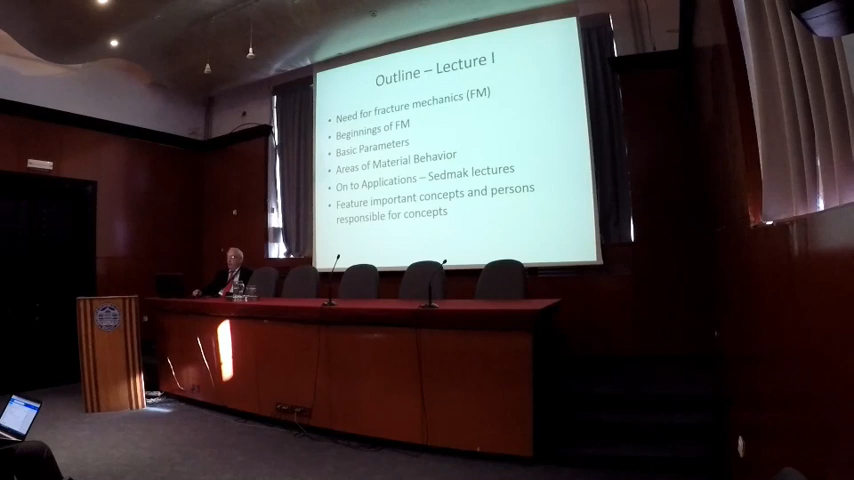 Outline – Lecture I
• Need for fracture mechanics (FM)
• Beginnings of FM
• Basic Parameters
• Areas of Material Behavior
• On to Applications – Sedmak lectures
• Feature important concepts and persons
responsible for concepts